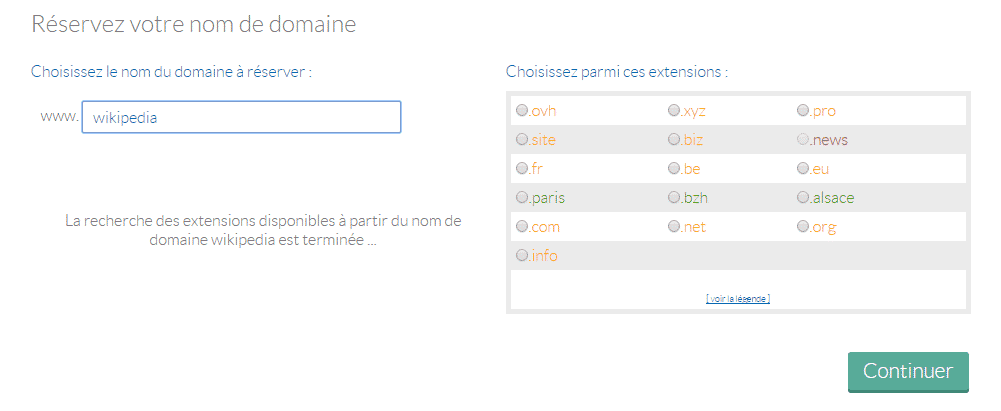 Réservez votre nom de domaine
Choisissez le nom du domaine à réserver :
www. wikipedia
La recherche des extensions disponibles à partir du nom de
domaine wikipedia est terminée ...
Choisissez parmi ces extensions :
.ovh .xyz .pro
.site .biz .news
.fr .be .eu
.paris .bzh .alsace
.com .net .org
.info
[ voir la légende ]
Continuer